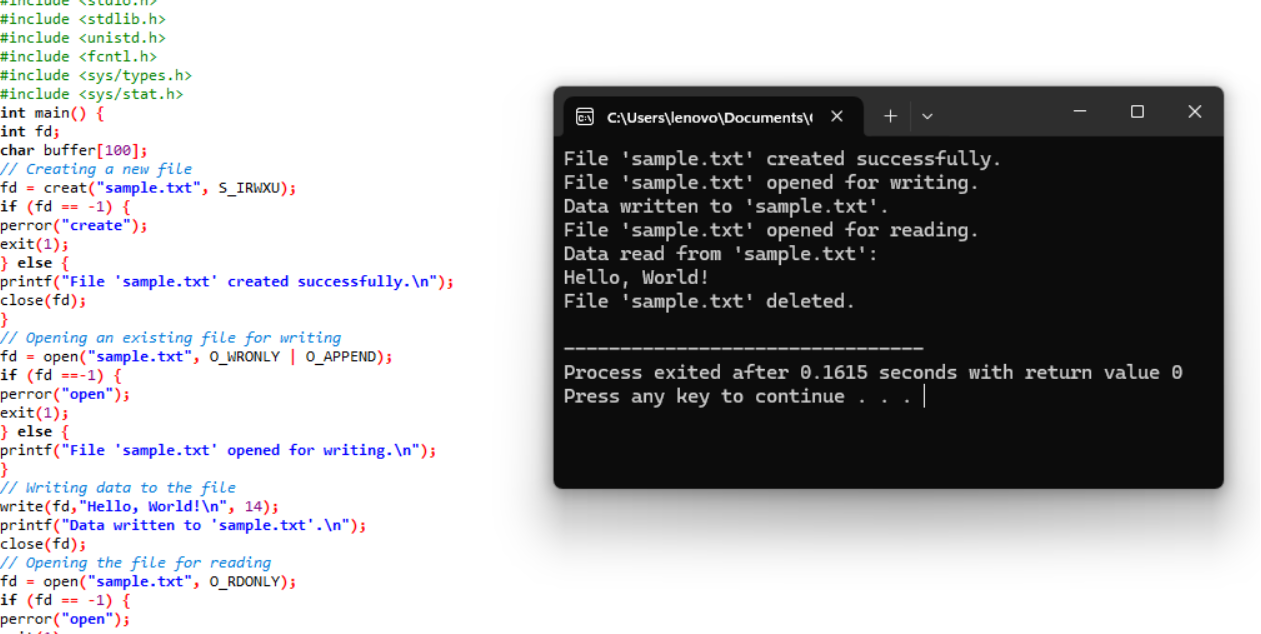 #include <stdio.h>
#include <stdlib.h>
#include <unistd.h>
#include <fcntl.h>
#include <sys/types.h>
#include <sys/stat.h>
int main() {
int fd;
char buffer[100];
// Creating a new file
fd = creat("sample.txt", S_IRWXU);
if (fd == -1) {
perror("create");
exit(1);
} else {
printf("File 'sample.txt' created successfully.\n");
close(fd);
}
// Opening an existing file for writing
fd = open("sample.txt", O_WRONLY | O_APPEND);
if (fd ==-1) {
perror("open");
exit(1);
} else {
printf("File 'sample.txt' opened for writing.\n");
}
// Writing data to the file
write(fd,"Hello, World!\n", 14);
printf("Data written to 'sample.txt'.\n");
close(fd);
// Opening the file for reading
fd = open("sample.txt", O_RDONLY);
if (fd == -1) {
perror("open");
C:\Users\lenovo\Documents\
File 'sample.txt' created successfully.
File 'sample.txt' opened for writing.
Data written to 'sample.txt'.
File 'sample.txt' opened for reading.
Data read from 'sample.txt':
Hello, World!
File 'sample.txt' deleted.
--------------------------------
Process exited after 0.1615 seconds with return value 0
Press any key to continue . . .